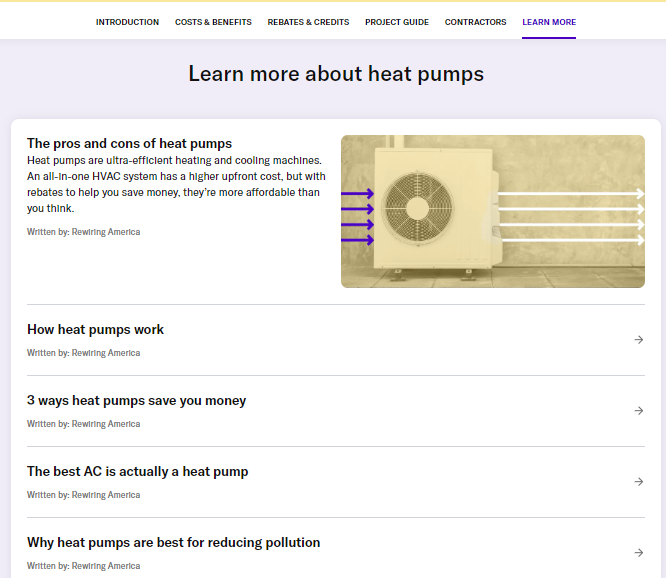 INTRODUCTION COSTS & BENEFITS REBATES & CREDITS PROJECT GUIDE CONTRACTORS LEARN MORE
Learn more about heat pumps
The pros and cons of heat pumps
Heat pumps are ultra-efficient heating and cooling machines.
An all-in-one HVAC system has a higher upfront cost, but with
rebates to help you save money, they’re more affordable than
you think.
Written by: Rewiring America
How heat pumps work
Written by: Rewiring America
3 ways heat pumps save you money
Written by: Rewiring America
The best AC is actually a heat pump
Written by: Rewiring America
Why heat pumps are best for reducing pollution
Written by: Rewiring America